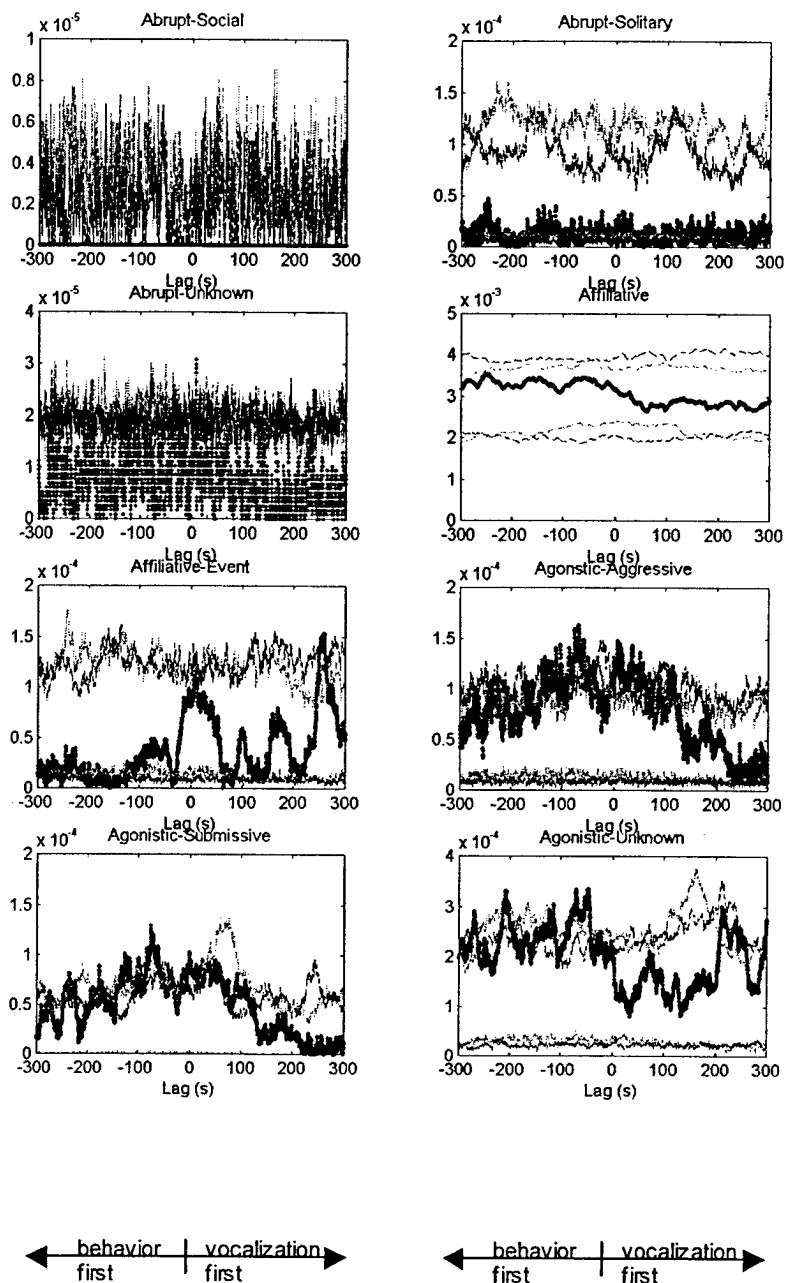 Abrupt-Social
x 10^-5
1
0.8
0.6
0.4
0.2
0
-300 -200 -100 0 100 200 300
Lag (s)
Abrupt-Solitary
x 10^-4
2
1.5
1
0.5
0
-300 -200 -100 0 100 200 300
Lag (s)
Abrupt-Unknown
x 10^-5
4
3
2
1
0
-300 -200 -100 0 100 200 300
Lag (s)
Affiliative
x 10^-3
5
4
3
2
1
0
-300 -200 -100 0 100 200 300
Lag (s)
Affiliative-Event
x 10^-4
2
1.5
1
0.5
0
-300 -200 -100 0 100 200 300
Lag (s)
Agonstic-Aggressive
x 10^-4
2
1.5
1
0.5
0
-300 -200 -100 0 100 200 300
Lag (s)
Agonistic-Submissive
x 10^-4
2
1.5
1
0.5
0
-300 -200 -100 0 100 200 300
Lag (s)
Agonistic-Unknown
x 10^-4
4
3
2
1
0
-300 -200 -100 0 100 200 300
Lag (s)
behavior first
vocalization first
behavior first
vocalization first